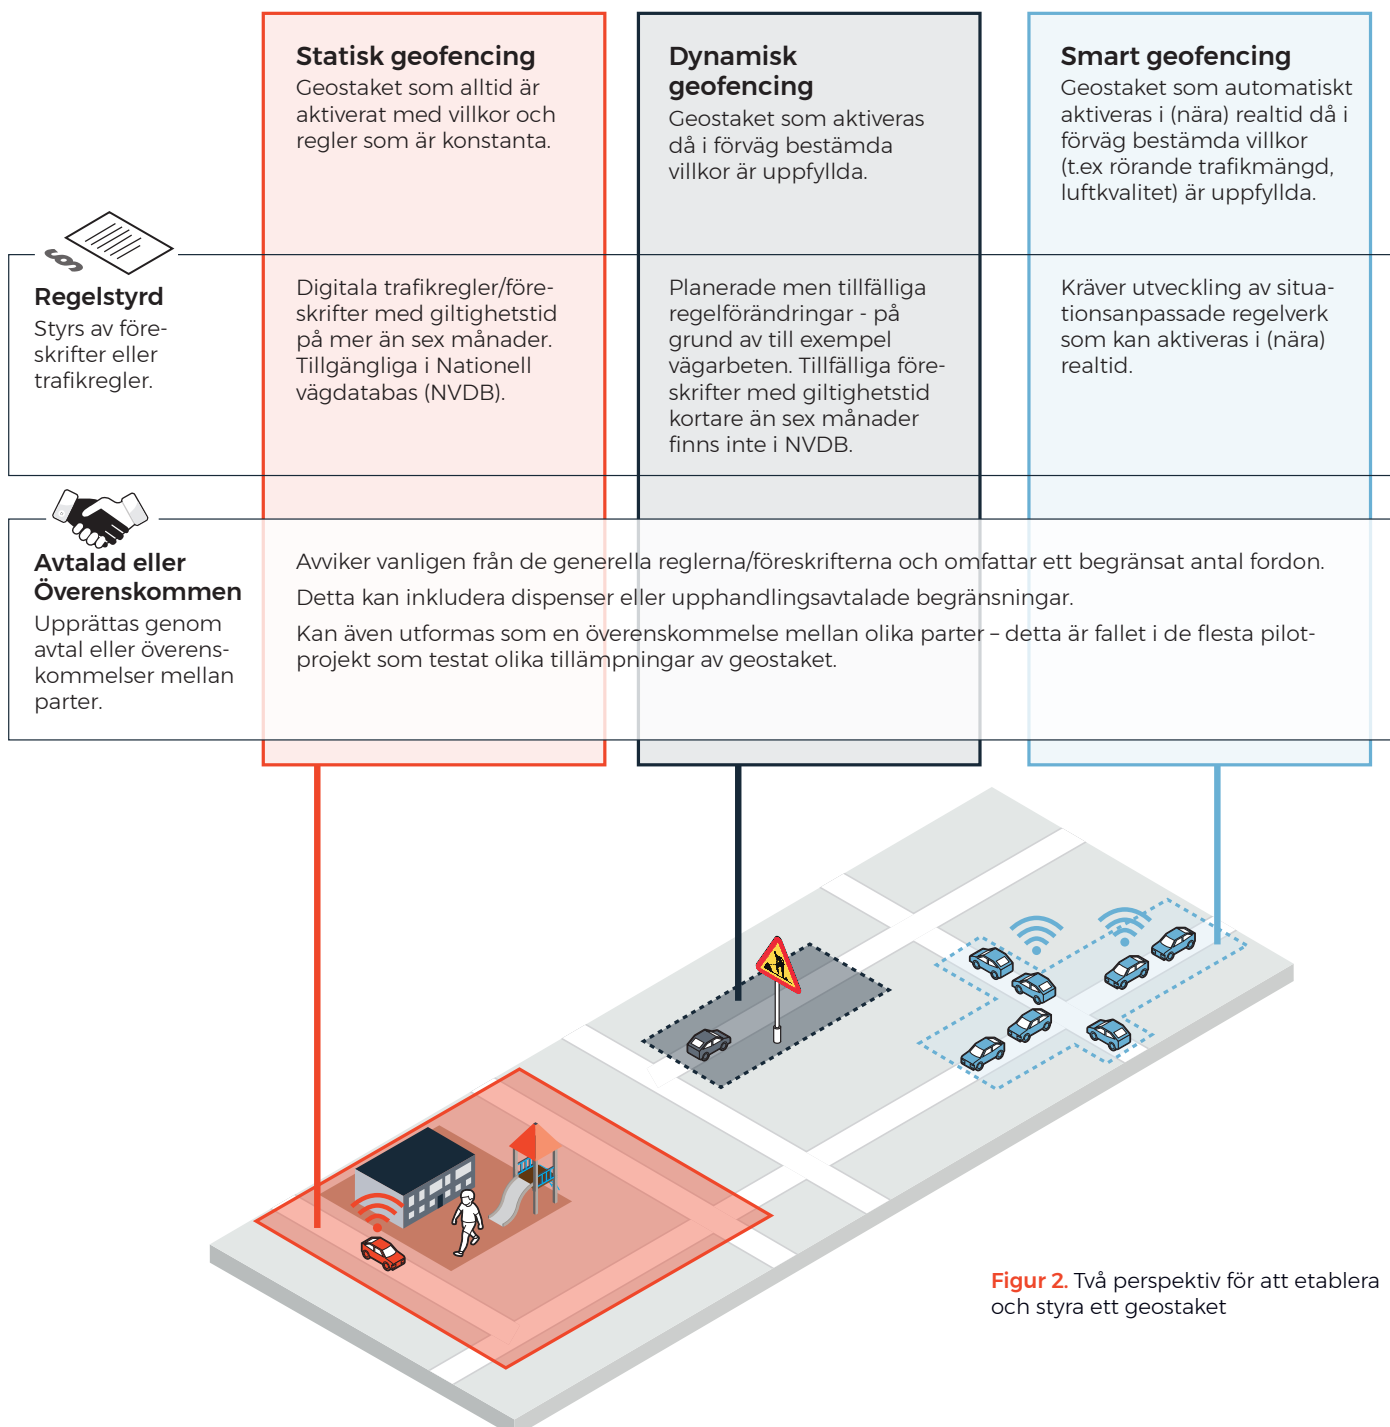 Statisk geofencing
Geostaket som alltid är
aktiverat med villkor och
regler som är konstanta.
Dynamisk
geofencing
Geostaket som aktiveras
då i förväg bestämda
villkor är uppfyllda.
Smart geofencing
Geostaket som automatiskt
aktiveras i (nära) realtid då i
förväg bestämda villkor
(t.ex rörande trafikmängd,
luftkvalitet) är uppfyllda.
§
Regelstyrd
Styrs av före-
skrifter eller
trafikregler.
Digitala trafikregler/före-
skrifter med giltighetstid
på mer än sex månader.
Tillgängliga i Nationell
vägdatabas (NVDB).
Planerade men tillfälliga
regelförändringar - på
grund av till exempel
vägarbeten. Tillfälliga före-
skrifter med giltighetstid
kortare än sex månader
finns inte i NVDB.
Kräver utveckling av situa-
tionsanpassade regelverk
som kan aktiveras i (nära)
realtid.
Avtalad eller
Överenskommen
Upprättas genom
avtal eller överens-
kommelser mellan
parter.
Avviker vanligen från de generella reglerna/föreskrifterna och omfattar ett begränsat antal fordon.
Detta kan inkludera dispenser eller upphandlingsavtalade begränsningar.
Kan även utformas som en överenskommelse mellan olika parter – detta är fallet i de flesta pilot-
projekt som testat olika tillämpningar av geostaket.
Figur 2. Två perspektiv för att etablera
och styra ett geostaket